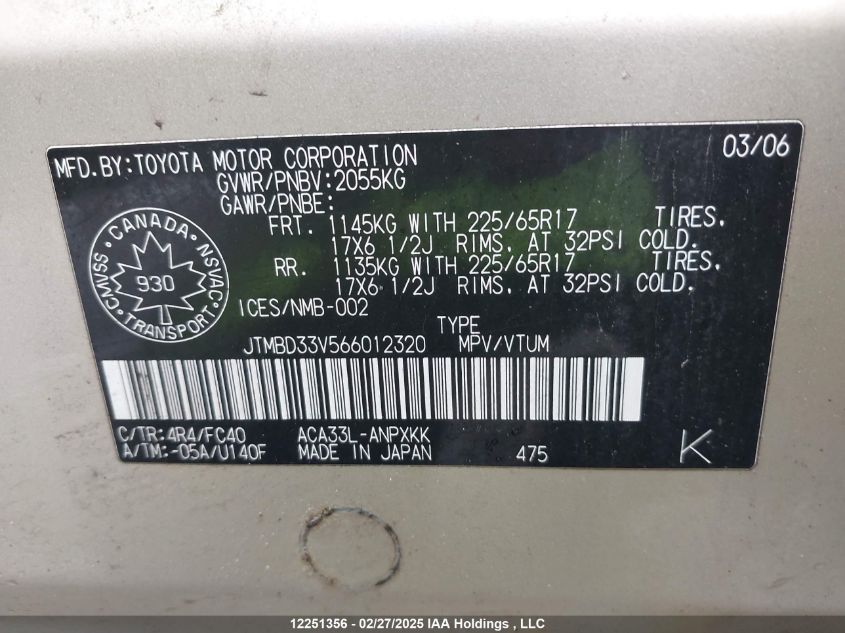 MFD.BY:TOYOTA MOTOR CORPORATION 03/06
GVWR/PNBV:2055KG
GAWR/PNBE:
FRT. 1145KG WITH 225/65R17 TIRES.
17X6 1/2J RIMS, AT 32PSI COLD.
RR. 1135KG WITH 225/65R17 TIRES.
17X6 1/2J RIMS, AT 32PSI COLD.
CANADA NSVAC TRANSPORT CMVSS
930
ICES/NMB-002
TYPE
JTMBD33V566012320 MPV/VTUM
C/TR:4R4/FC40 ACA33L-ANPXKK
A/TM:-05A/U140F MADE IN JAPAN 475 K
12251356 - 02/27/2025 IAA Holdings , LLC